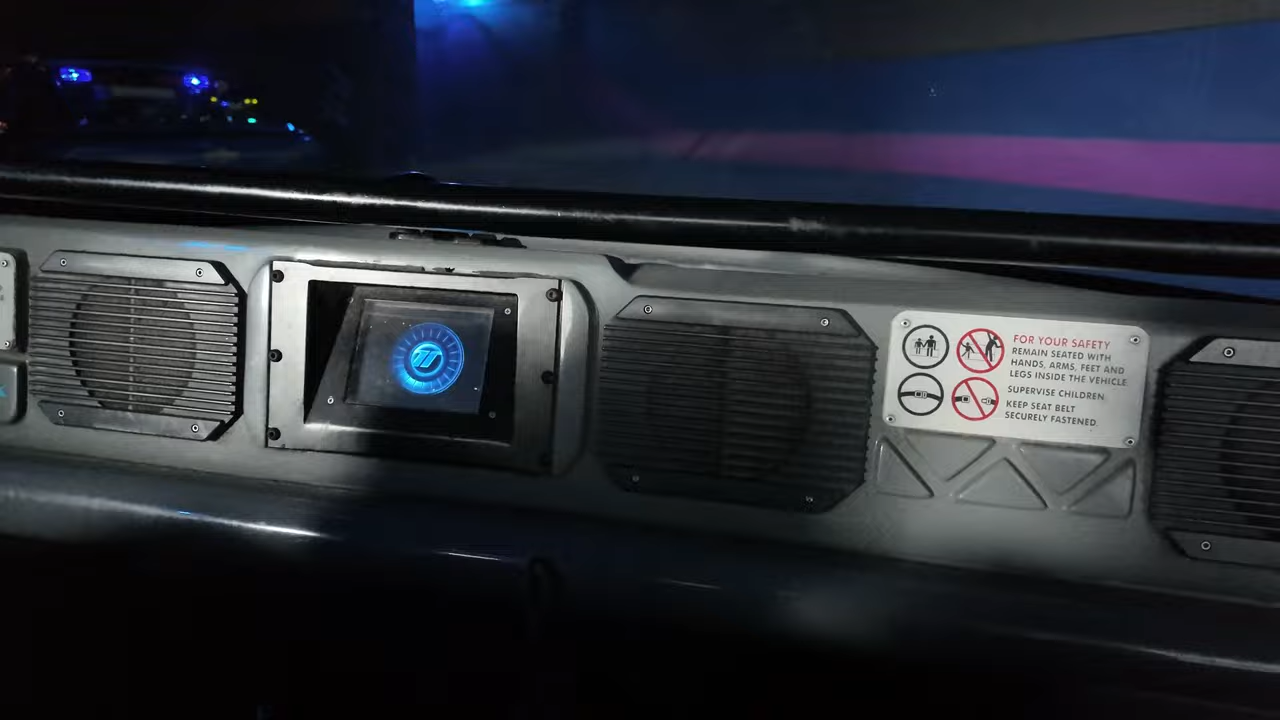 FOR YOUR SAFETY
REMAIN SEATED WITH
HANDS, ARMS, FEET AND
LEGS INSIDE THE VEHICLE.
SUPERVISE CHILDREN.
KEEP SEAT BELT
SECURELY FASTENED.